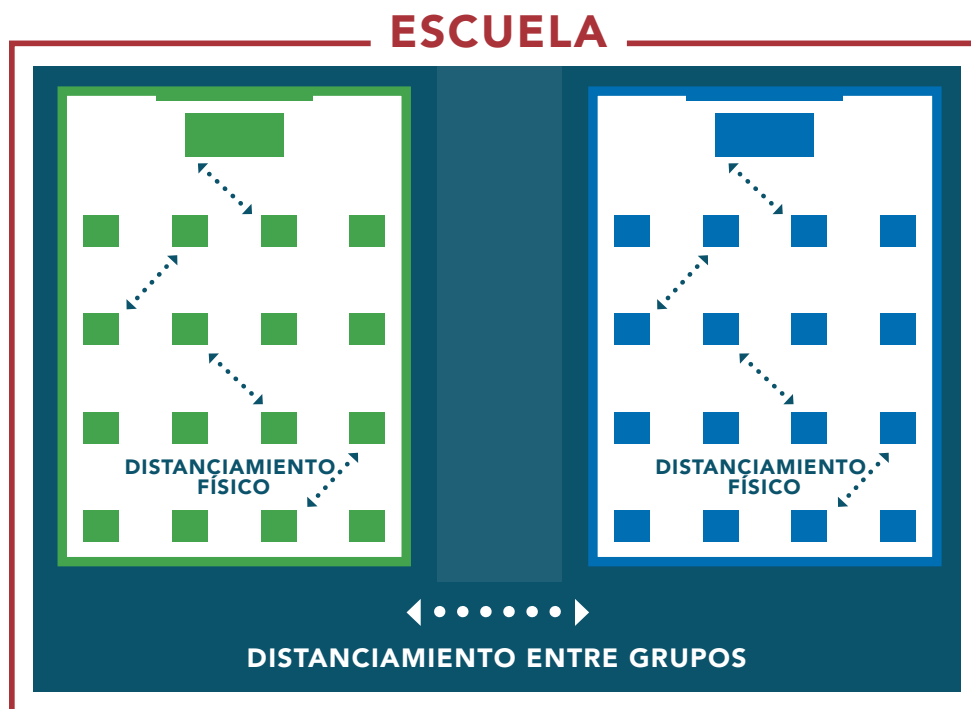 ESCUELA
DISTANCIAMIENTO
FÍSICO
DISTANCIAMIENTO
FÍSICO
DISTANCIAMIENTO ENTRE GRUPOS